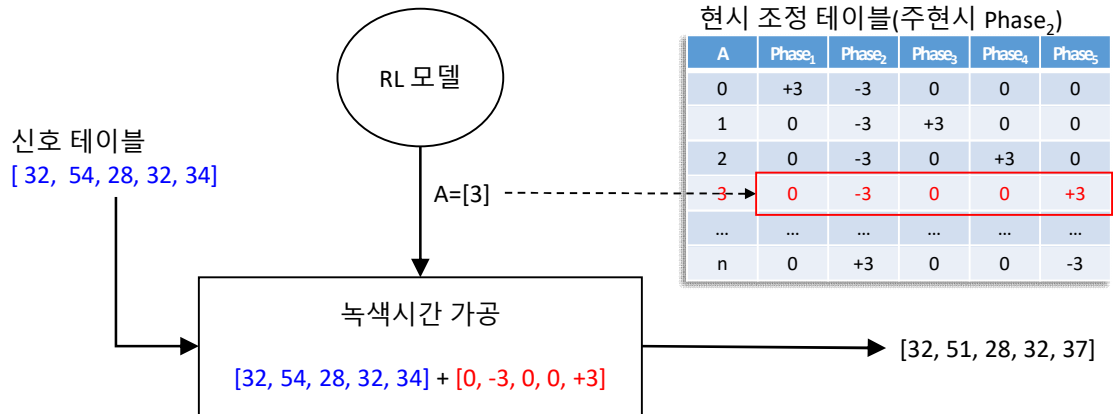 현시 조정 테이블(주현시 Phase2)
A Phase1 Phase2 Phase3 Phase4 Phase5
0 +3 -3 0 0 0
1 0 -3 +3 0 0
2 0 -3 0 +3 0
3 0 -3 0 0 +3
... ... ... ... ... ...
n 0 +3 0 0 -3
RL 모델
신호 테이블
[ 32, 54, 28, 32, 34]
A=[3]
녹색시간 가공
[32, 54, 28, 32, 34] + [0, -3, 0, 0, +3]
[32, 51, 28, 32, 37]